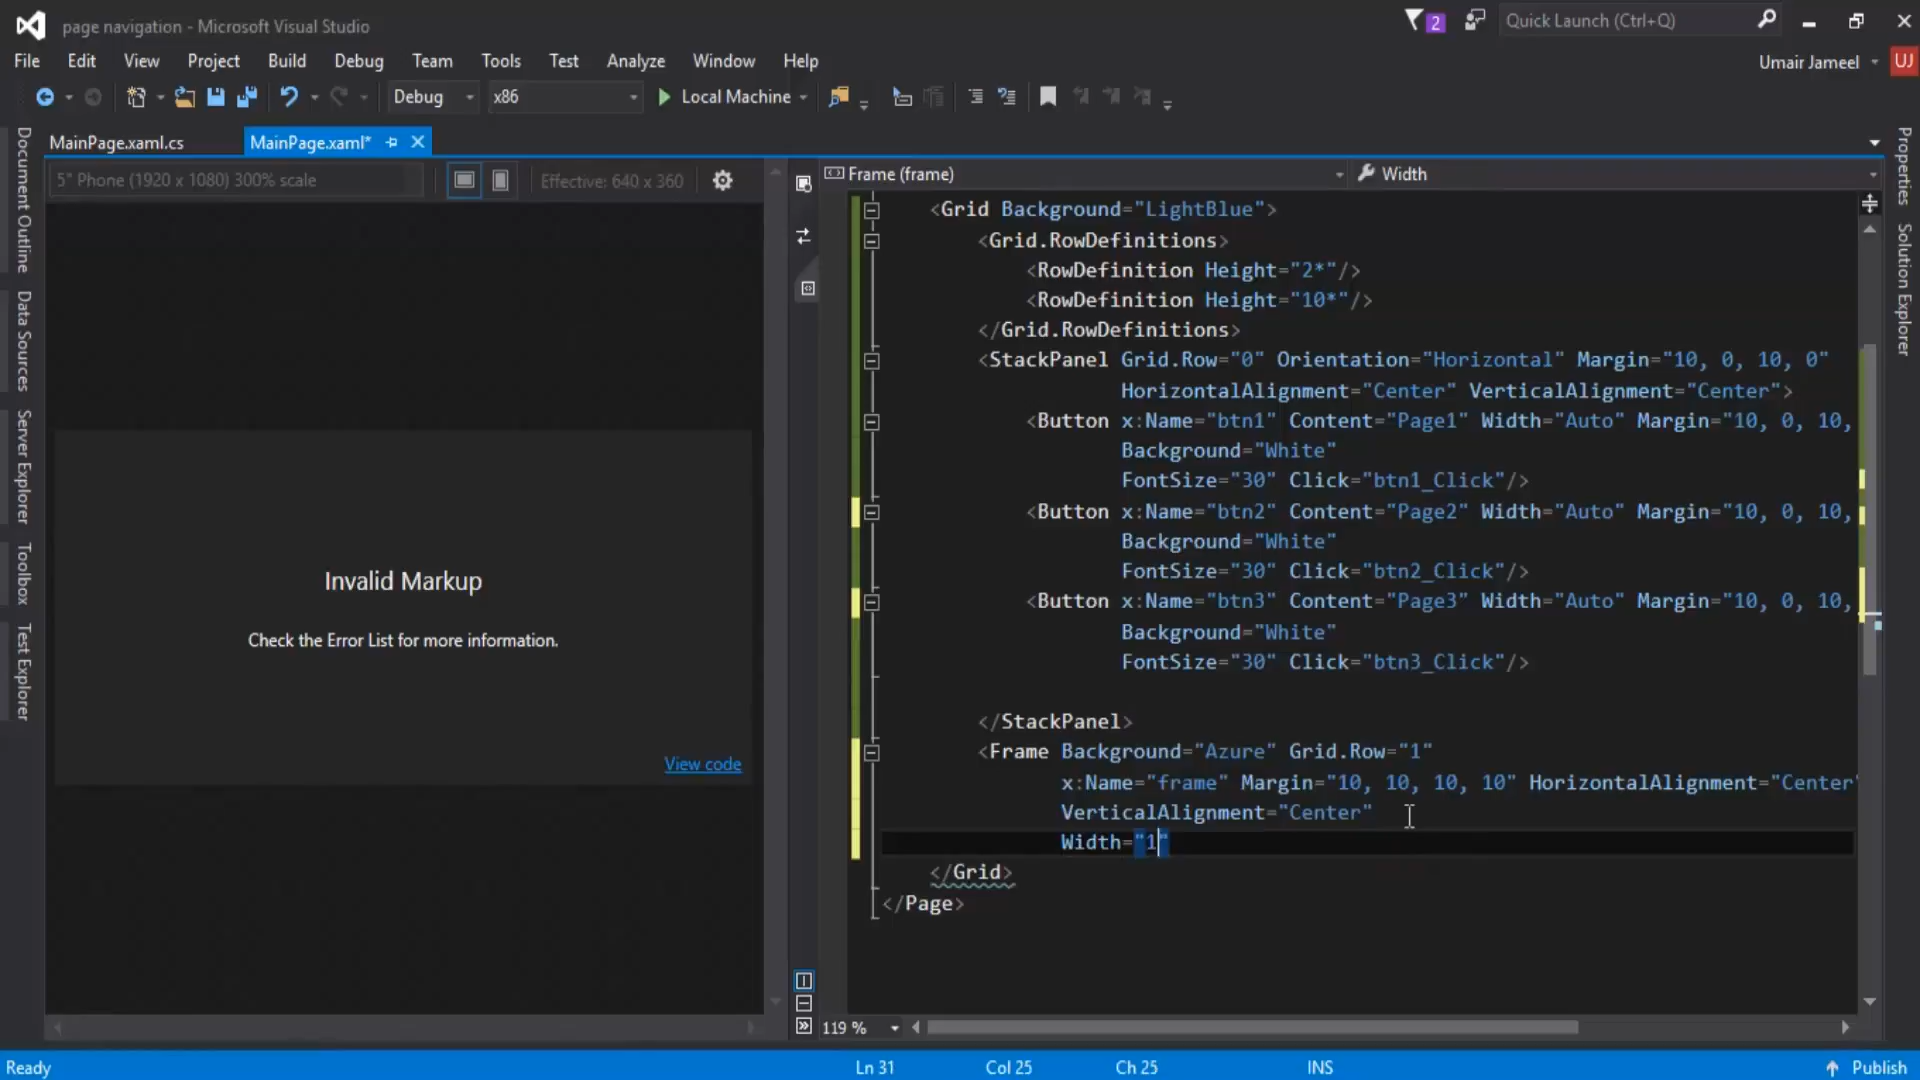 page navigation - Microsoft Visual Studio
2
Quick Launch (Ctrl+Q)
File Edit View Project Build Debug Team Tools Test Analyze Window Help
Umair Jameel
UJ
Debug x86 Local Machine
MainPage.xaml.cs MainPage.xaml*
5" Phone (1920 x 1080) 300% scale
Effective: 640 x 360
Frame (frame)
Width
Document Outline
Data Sources
Server Explorer
Toolbox
Test Explorer
Properties
Solution Explorer
Invalid Markup
Check the Error List for more information.
View code
<Grid Background="LightBlue">
<Grid.RowDefinitions>
<RowDefinition Height="2*"/>
<RowDefinition Height="10*"/>
</Grid.RowDefinitions>
<StackPanel Grid.Row="0" Orientation="Horizontal" Margin="10, 0, 10, 0"
HorizontalAlignment="Center" VerticalAlignment="Center">
<Button x:Name="btn1" Content="Page1" Width="Auto" Margin="10, 0, 10,
Background="White"
FontSize="30" Click="btn1_Click"/>
<Button x:Name="btn2" Content="Page2" Width="Auto" Margin="10, 0, 10,
Background="White"
FontSize="30" Click="btn2_Click"/>
<Button x:Name="btn3" Content="Page3" Width="Auto" Margin="10, 0, 10,
Background="White"
FontSize="30" Click="btn3_Click"/>
</StackPanel>
<Frame Background="Azure" Grid.Row="1"
x:Name="frame" Margin="10, 10, 10, 10" HorizontalAlignment="Center"
VerticalAlignment="Center"
Width="1"
</Grid>
</Page>
119 %
Ready
Ln 31
Col 25
Ch 25
INS
Publish